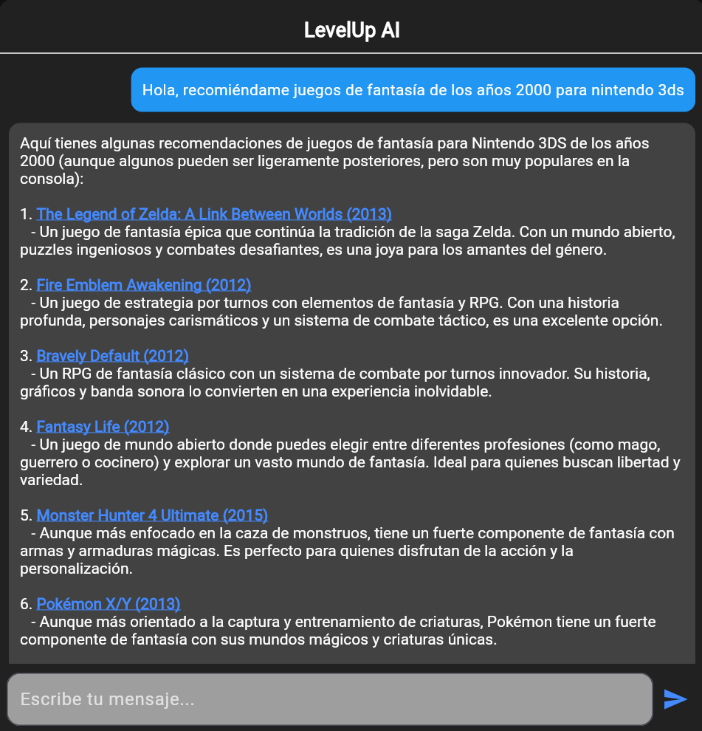 LevelUp AI
Hola, recomiéndame juegos de fantasía de los años 2000 para nintendo 3ds
Aquí tienes algunas recomendaciones de juegos de fantasía para Nintendo 3DS de los años
2000 (aunque algunos pueden ser ligeramente posteriores, pero son muy populares en la
consola):
1. The Legend of Zelda: A Link Between Worlds (2013)
- Un juego de fantasía épica que continúa la tradición de la saga Zelda. Con un mundo abierto,
puzzles ingeniosos y combates desafiantes, es una joya para los amantes del género.
2. Fire Emblem Awakening (2012)
- Un juego de estrategia por turnos con elementos de fantasía y RPG. Con una historia
profunda, personajes carismáticos y un sistema de combate táctico, es una excelente opción.
3. Bravely Default (2012)
- Un RPG de fantasía clásico con un sistema de combate por turnos innovador. Su historia,
gráficos y banda sonora lo convierten en una experiencia inolvidable.
4. Fantasy Life (2012)
- Un juego de mundo abierto donde puedes elegir entre diferentes profesiones (como mago,
guerrero o cocinero) y explorar un vasto mundo de fantasía. Ideal para quienes buscan libertad y
variedad.
5. Monster Hunter 4 Ultimate (2015)
- Aunque más enfocado en la caza de monstruos, tiene un fuerte componente de fantasía con
armas y armaduras mágicas. Es perfecto para quienes disfrutan de la acción y la
personalización.
6. Pokémon X/Y (2013)
- Aunque más orientado a la captura y entrenamiento de criaturas, Pokémon tiene un fuerte
componente de fantasía con sus mundos mágicos y criaturas únicas.
Escribe tu mensaje...